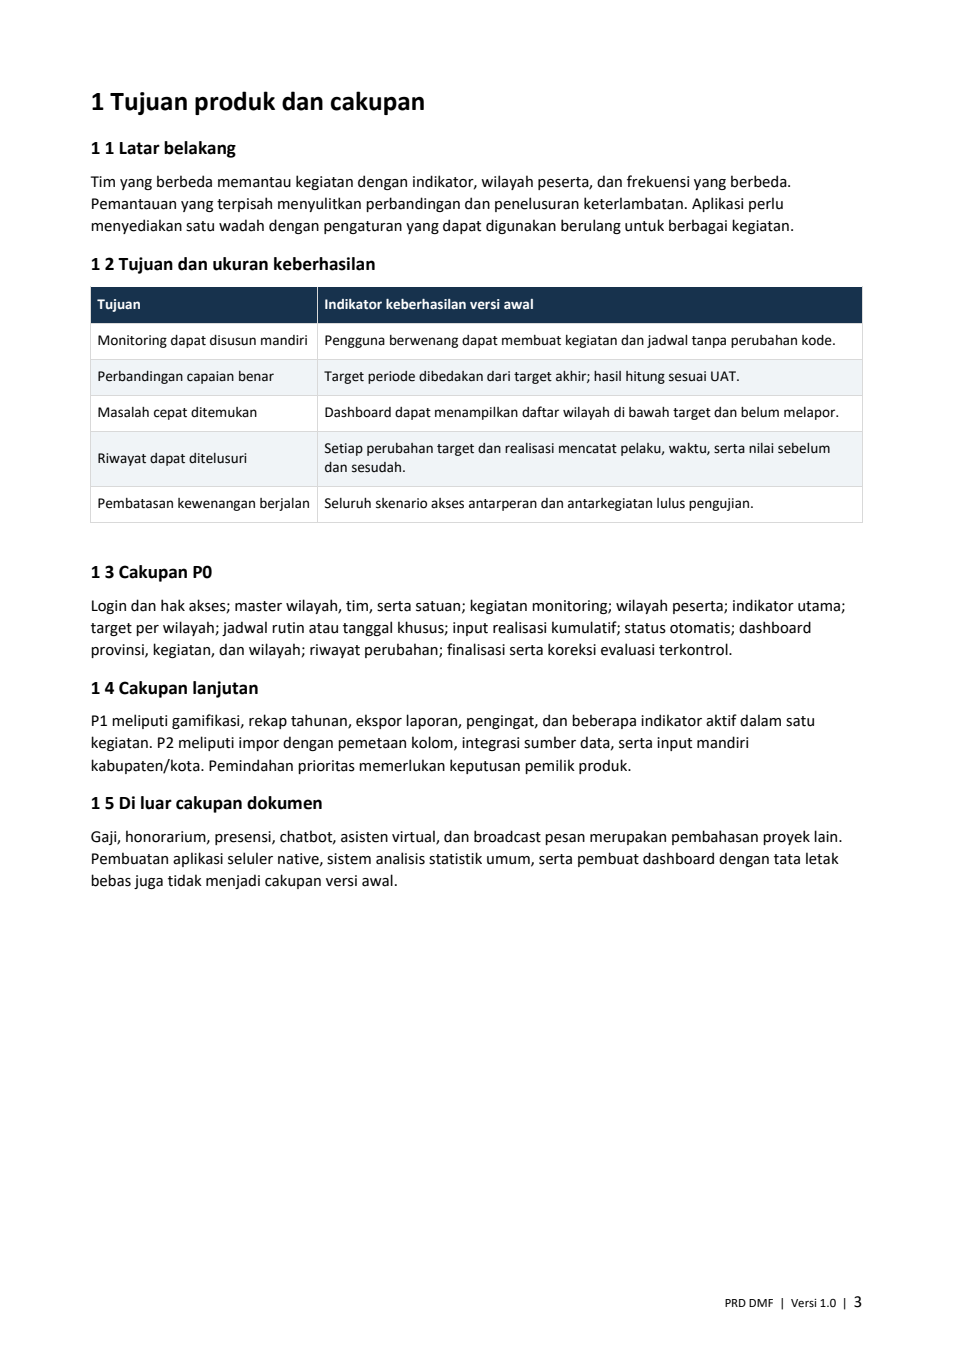 1 Tujuan produk dan cakupan
1 1 Latar belakang
Tim yang berbeda memantau kegiatan dengan indikator, wilayah peserta, dan frekuensi yang berbeda.
Pemantauan yang terpisah menyulitkan perbandingan dan penelusuran keterlambatan. Aplikasi perlu
menyediakan satu wadah dengan pengaturan yang dapat digunakan berulang untuk berbagai kegiatan.
1 2 Tujuan dan ukuran keberhasilan
Tujuan Indikator keberhasilan versi awal
Monitoring dapat disusun mandiri Pengguna berwenang dapat membuat kegiatan dan jadwal tanpa perubahan kode.
Perbandingan capaian benar Target periode dibedakan dari target akhir; hasil hitung sesuai UAT.
Masalah cepat ditemukan Dashboard dapat menampilkan daftar wilayah di bawah target dan belum melapor.
Riwayat dapat ditelusuri Setiap perubahan target dan realisasi mencatat pelaku, waktu, serta nilai sebelum
dan sesudah.
Pembatasan kewenangan berjalan Seluruh skenario akses antarperan dan antarkegiatan lulus pengujian.
1 3 Cakupan P0
Login dan hak akses; master wilayah, tim, serta satuan; kegiatan monitoring; wilayah peserta; indikator utama;
target per wilayah; jadwal rutin atau tanggal khusus; input realisasi kumulatif; status otomatis; dashboard
provinsi, kegiatan, dan wilayah; riwayat perubahan; finalisasi serta koreksi evaluasi terkontrol.
1 4 Cakupan lanjutan
P1 meliputi gamifikasi, rekap tahunan, ekspor laporan, pengingat, dan beberapa indikator aktif dalam satu
kegiatan. P2 meliputi impor dengan pemetaan kolom, integrasi sumber data, serta input mandiri
kabupaten/kota. Pemindahan prioritas memerlukan keputusan pemilik produk.
1 5 Di luar cakupan dokumen
Gaji, honorarium, presensi, chatbot, asisten virtual, dan broadcast pesan merupakan pembahasan proyek lain.
Pembuatan aplikasi seluler native, sistem analisis statistik umum, serta pembuat dashboard dengan tata letak
bebas juga tidak menjadi cakupan versi awal.
PRD DMF | Versi 1.0 | 3